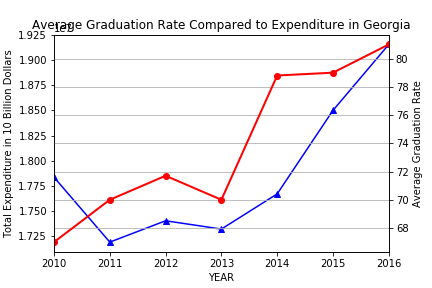 Average Graduation Rate Compared to Expenditure in Georgia
1e7
1.925
1.900
1.875
1.850
1.825
1.800
1.775
1.750
1.725
Total Expenditure in 10 Billion Dollars
80
78
76
74
72
70
68
Average Graduation Rate
2010 2011 2012 2013 2014 2015 2016
YEAR